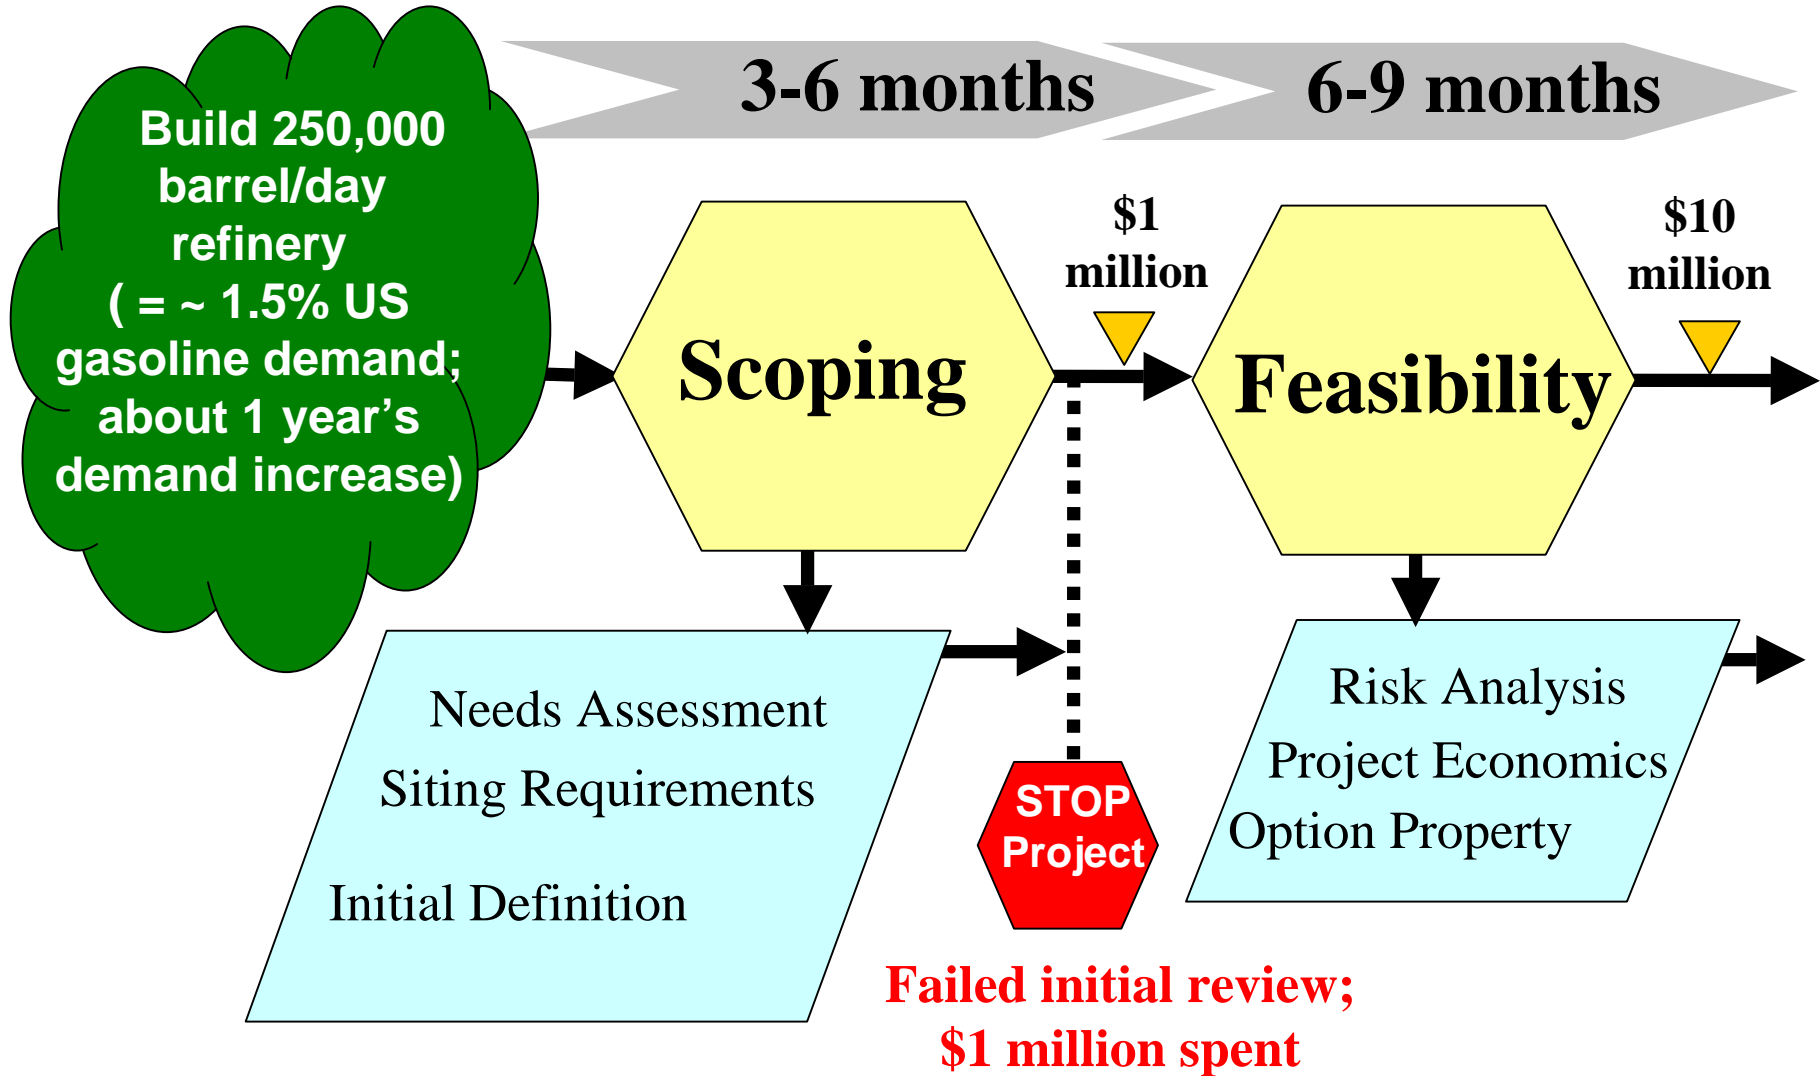 Build 250,000
barrel/day
refinery
( = ~ 1.5% US
gasoline demand;
about 1 year’s
demand increase)
3-6 months
6-9 months
Scoping
$1
million
Feasibility
$10
million
Needs Assessment
Siting Requirements
Initial Definition
STOP
Project
Failed initial review;
$1 million spent
Risk Analysis
Project Economics
Option Property